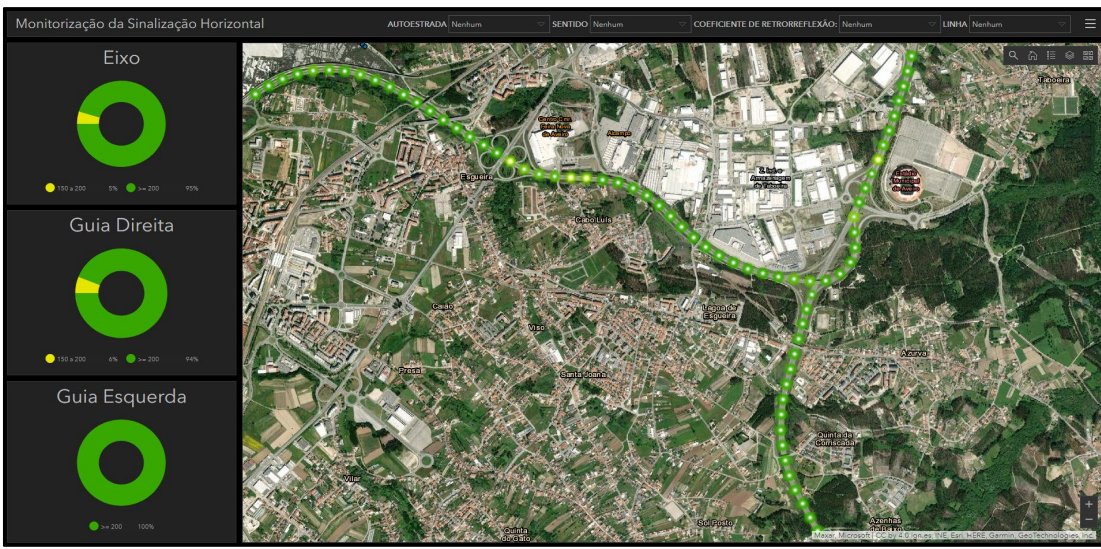 Monitorização da Sinalização Horizontal
AUTOESTRADA Nenhum SENTIDO Nenhum COEFICIENTE DE RETRORREFLEXÃO: Nenhum LINHA Nenhum
Eixo
150 a 200 5% >= 200 95%
Guia Direita
150 a 200 6% >= 200 94%
Guia Esquerda
>= 200 100%
Taboeira
Esgueira
Cabo Luís
Caião
Lagoa de
Esgueira
Viso
Azurva
Presa
Santa Joana
Quinta da
Vilar
Sol Posto
Azenhas
de Baixo
Quinta
do Gato
+
−
Maxar, Microsoft | CC by 4.0 ign.es, INE, Esri, HERE, Garmin, GeoTechnologies, Inc.